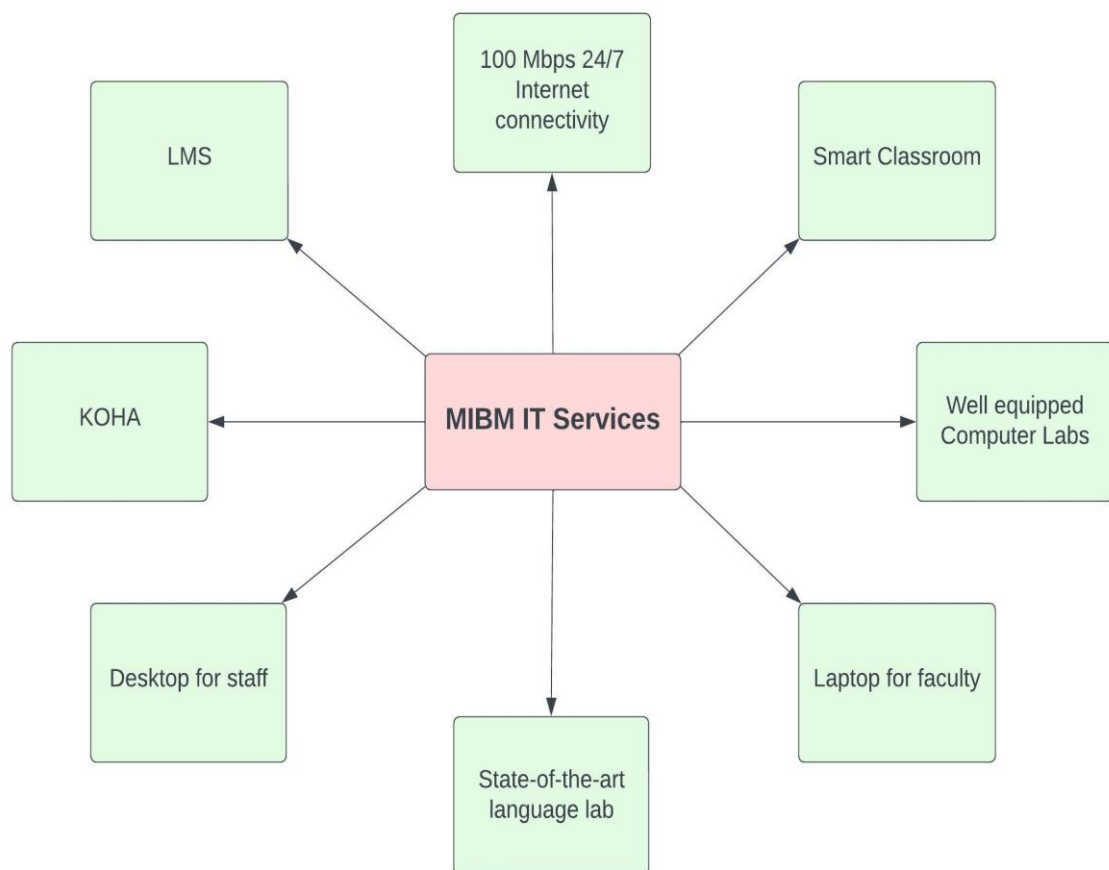 100 Mbps 24/7
Internet
connectivity
LMS
Smart Classroom
KOHA
MIBM IT Services
Well equipped
Computer Labs
Desktop for staff
Laptop for faculty
State-of-the-art
language lab